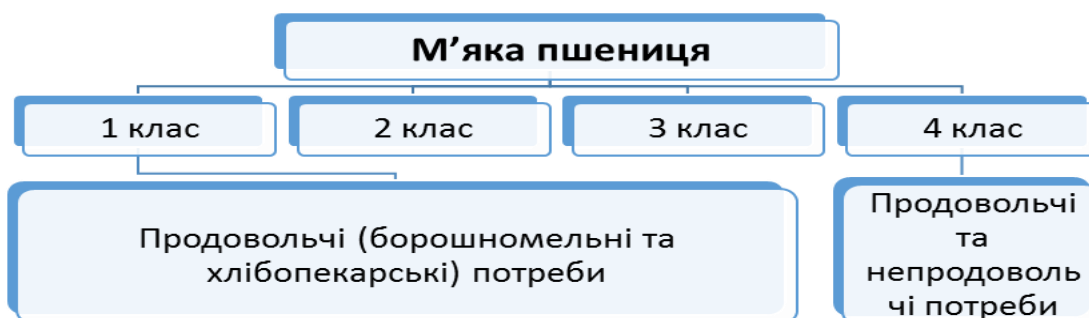 М’яка пшениця
1 клас
2 клас
3 клас
4 клас
Продовольчі (борошномельні та
хлібопекарські) потреби
Продовольчі
та
непродоволь
чі потреби